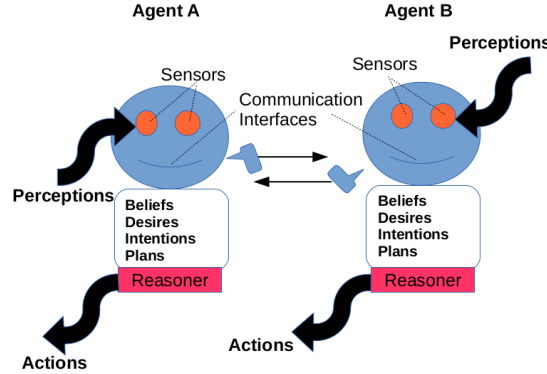 Agent A
Agent B
Perceptions
Sensors
Sensors
Communication
Interfaces
Perceptions
Beliefs
Desires
Intentions
Plans
Reasoner
Beliefs
Desires
Intentions
Plans
Reasoner
Actions
Actions